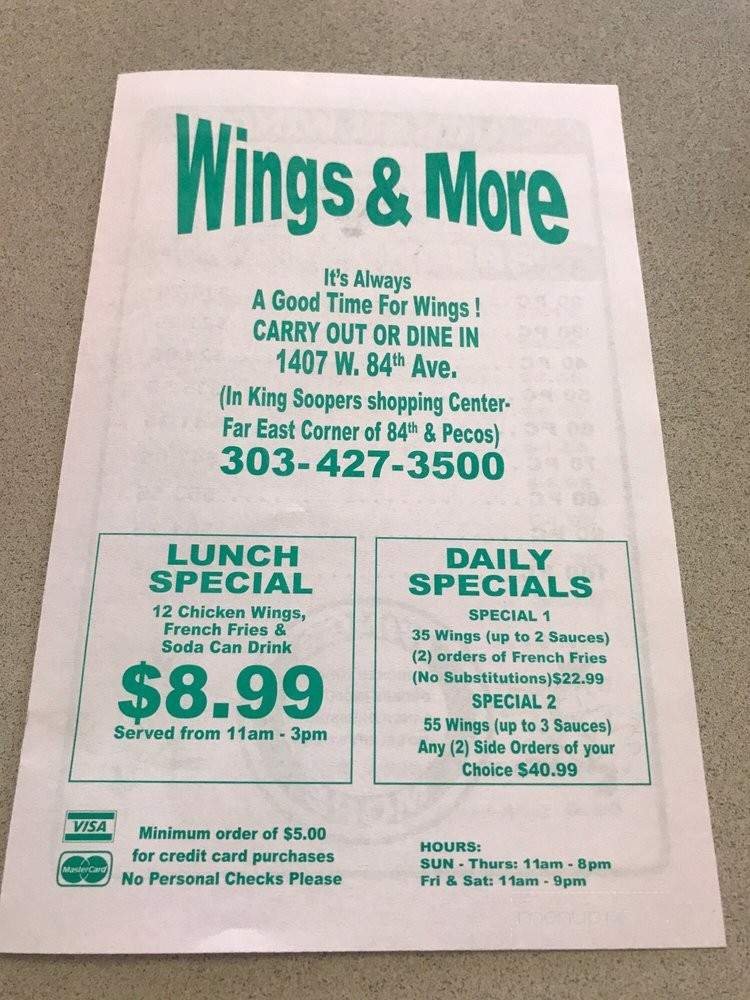 Wings & More
It's Always
A Good Time For Wings !
CARRY OUT OR DINE IN
1407 W. 84th Ave.
(In King Soopers shopping Center-
Far East Corner of 84th & Pecos)
303-427-3500
LUNCH
SPECIAL
12 Chicken Wings,
French Fries &
Soda Can Drink
$8.99
Served from 11am - 3pm
DAILY
SPECIALS
SPECIAL 1
35 Wings (up to 2 Sauces)
(2) orders of French Fries
(No Substitutions)$22.99
SPECIAL 2
55 Wings (up to 3 Sauces)
Any (2) Side Orders of your
Choice $40.99
VISA
MasterCard
Minimum order of $5.00
for credit card purchases
No Personal Checks Please
HOURS:
SUN - Thurs: 11am - 8pm
Fri & Sat: 11am - 9pm